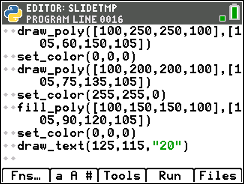 EDITOR: SLIDETMP
PROGRAM LINE 0016
draw_poly([100,250,250,100],[1
05,60,150,105])
set_color(0,0,0)
draw_poly([100,200,200,100],[1
05,75,135,105])
set_color(255,255,0)
fill_poly([100,150,150,100],[1
05,90,120,105])
set_color(0,0,0)
draw_text(125,115,"20")
Fns… a A # Tools Run Files